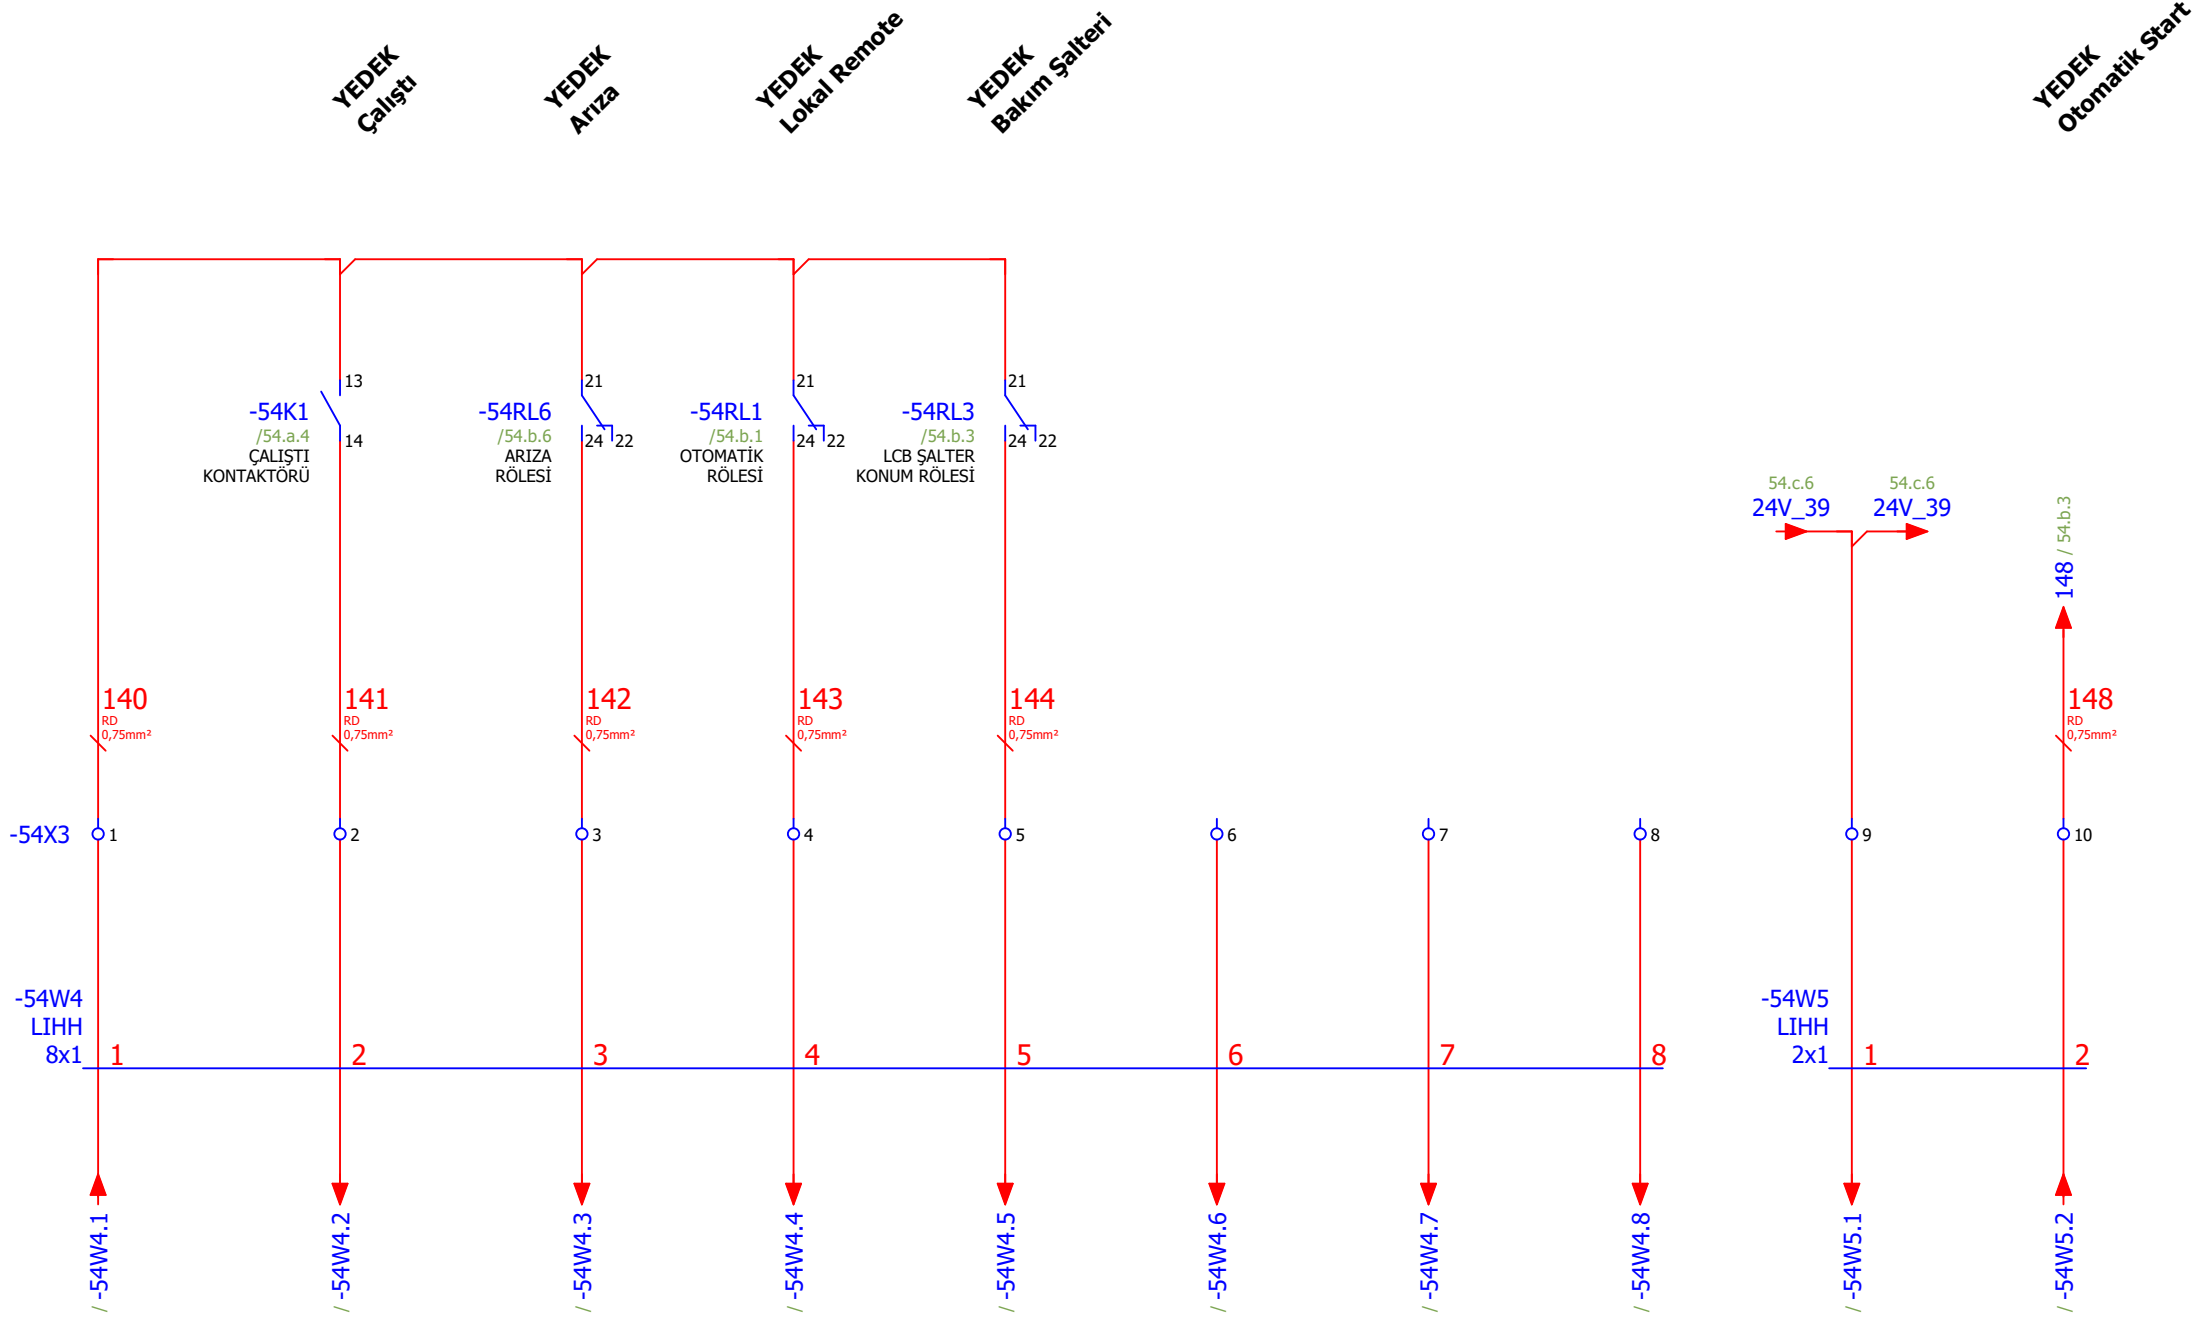 YEDEK
Çalıştı
YEDEK
Arıza
YEDEK
Lokal Remote
YEDEK
Bakım Şalteri
YEDEK
Otomatik Start
13
-54K1
/54.a.4
14
ÇALIŞTI
KONTAKTÖRÜ
21
-54RL6
/54.b.6
24 22
ARIZA
RÖLESİ
21
-54RL1
/54.b.1
24 22
OTOMATİK
RÖLESİ
21
-54RL3
/54.b.3
24 22
LCB ŞALTER
KONUM RÖLESİ
54.c.6
24V_39
54.c.6
24V_39
148 / 54.b.3
140
RD
0,75mm²
141
RD
0,75mm²
142
RD
0,75mm²
143
RD
0,75mm²
144
RD
0,75mm²
148
RD
0,75mm²
-54X3
1
2
3
4
5
6
7
8
9
10
-54W4
LIHH
8x1
1
2
3
4
5
6
7
8
-54W5
LIHH
2x1
1
2
/ -54W4.1
/ -54W4.2
/ -54W4.3
/ -54W4.4
/ -54W4.5
/ -54W4.6
/ -54W4.7
/ -54W4.8
/ -54W5.1
/ -54W5.2